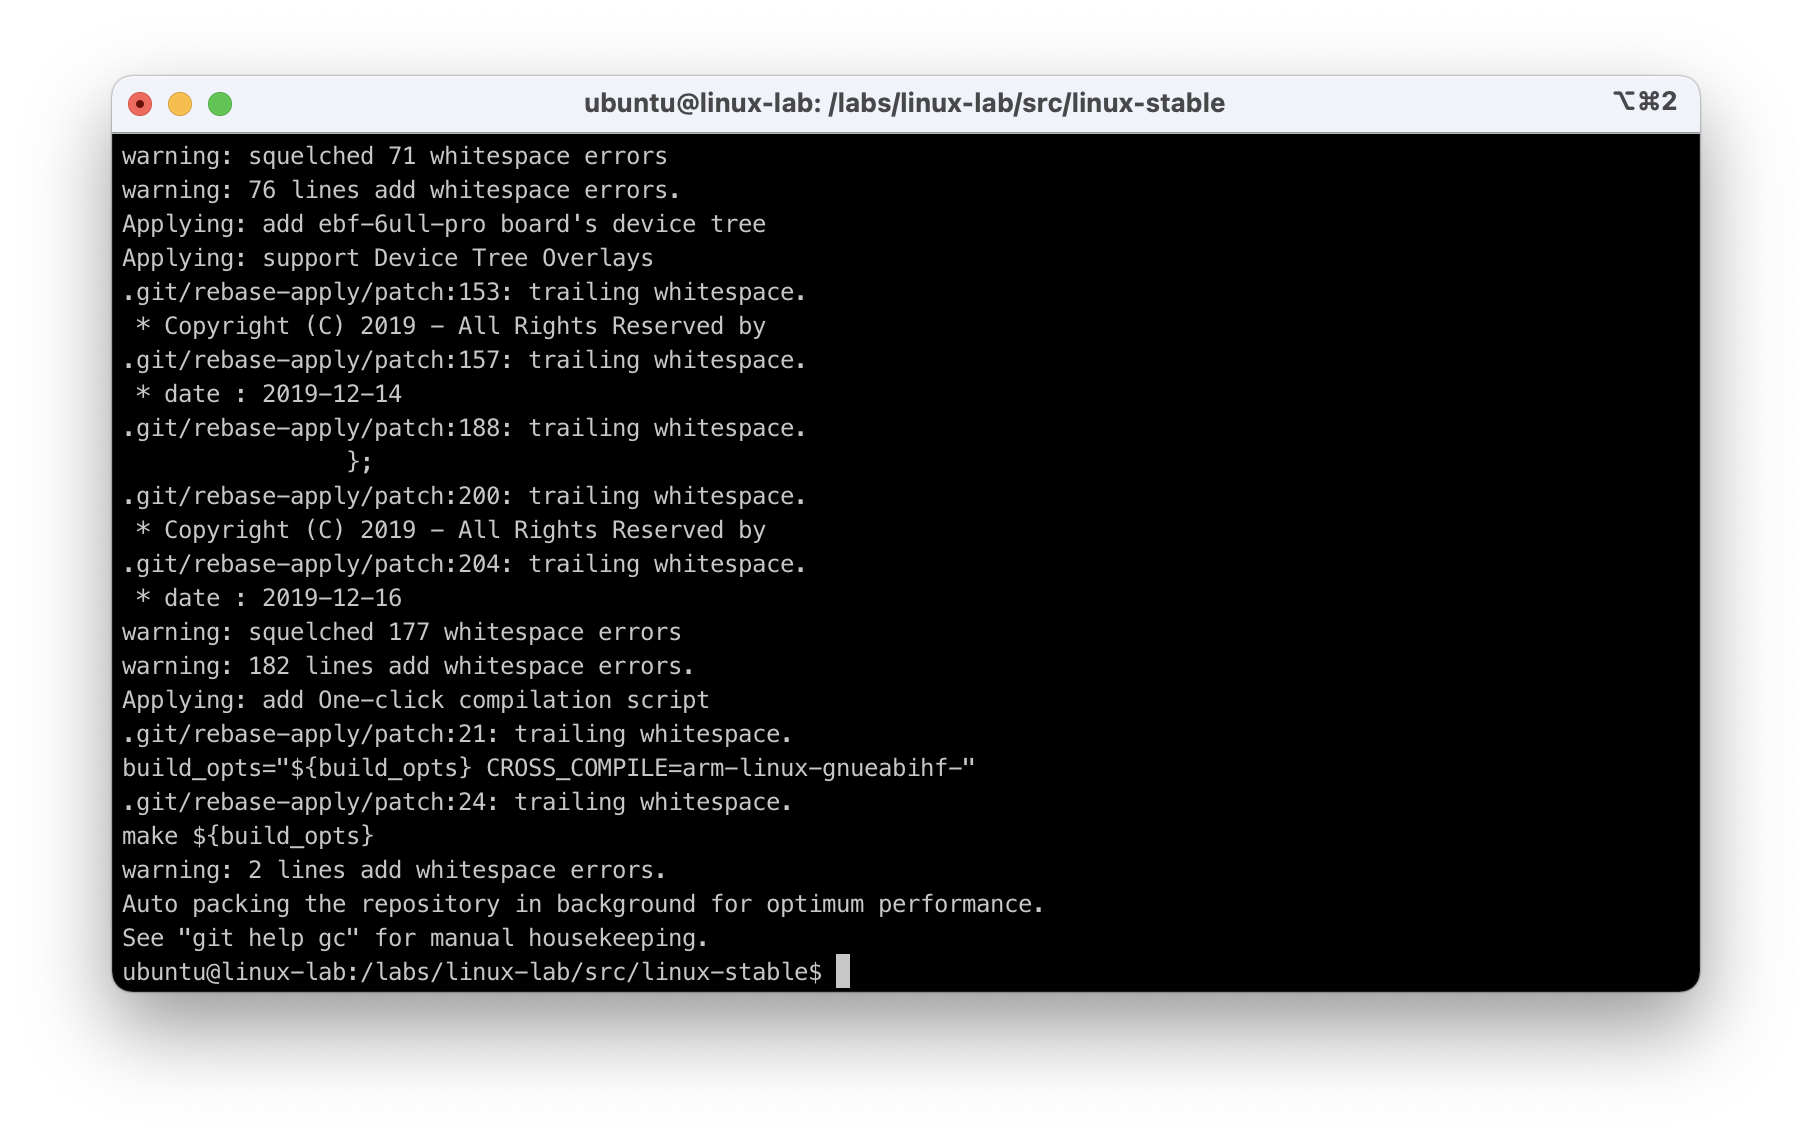 ubuntu@linux-lab: /labs/linux-lab/src/linux-stable
⌥⌘2
warning: squelched 71 whitespace errors
warning: 76 lines add whitespace errors.
Applying: add ebf-6ull-pro board's device tree
Applying: support Device Tree Overlays
.git/rebase-apply/patch:153: trailing whitespace.
 * Copyright (C) 2019 - All Rights Reserved by
.git/rebase-apply/patch:157: trailing whitespace.
 * date : 2019-12-14
.git/rebase-apply/patch:188: trailing whitespace.
                };
.git/rebase-apply/patch:200: trailing whitespace.
 * Copyright (C) 2019 - All Rights Reserved by
.git/rebase-apply/patch:204: trailing whitespace.
 * date : 2019-12-16
warning: squelched 177 whitespace errors
warning: 182 lines add whitespace errors.
Applying: add One-click compilation script
.git/rebase-apply/patch:21: trailing whitespace.
build_opts="${build_opts} CROSS_COMPILE=arm-linux-gnueabihf-"
.git/rebase-apply/patch:24: trailing whitespace.
make ${build_opts}
warning: 2 lines add whitespace errors.
Auto packing the repository in background for optimum performance.
See "git help gc" for manual housekeeping.
ubuntu@linux-lab:/labs/linux-lab/src/linux-stable$